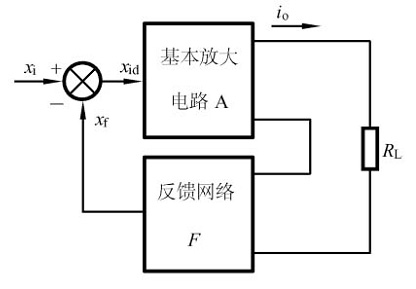 i_o
x_i + x_id
−
x_f
基本放大
电路 A
R_L
反馈网络
F